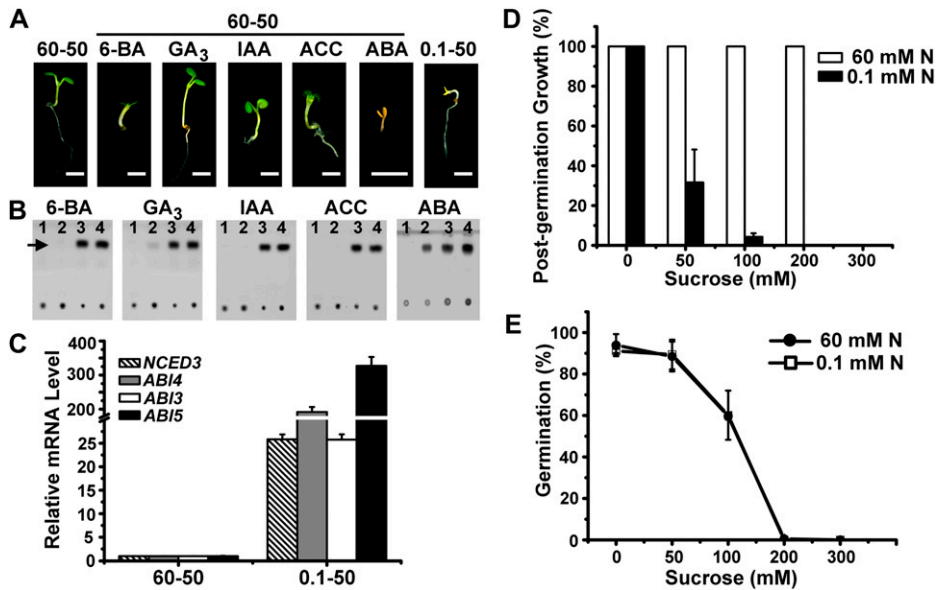 A
60-50
60-50
6-BA GA3 IAA ACC ABA
0.1-50
B
6-BA GA3 IAA ACC ABA
1 2 3 4 1 2 3 4 1 2 3 4 1 2 3 4 1 2 3 4
C
Relative mRNA Level
400
300
200
25
20
15
10
5
0
NCED3
ABI4
ABI3
ABI5
60-50 0.1-50
D
Post-germination Growth (%)
100
80
60
40
20
0
60 mM N
0.1 mM N
0 50 100 200 300
Sucrose (mM)
E
Germination (%)
100
80
60
40
20
0
60 mM N
0.1 mM N
0 50 100 200 300
Sucrose (mM)